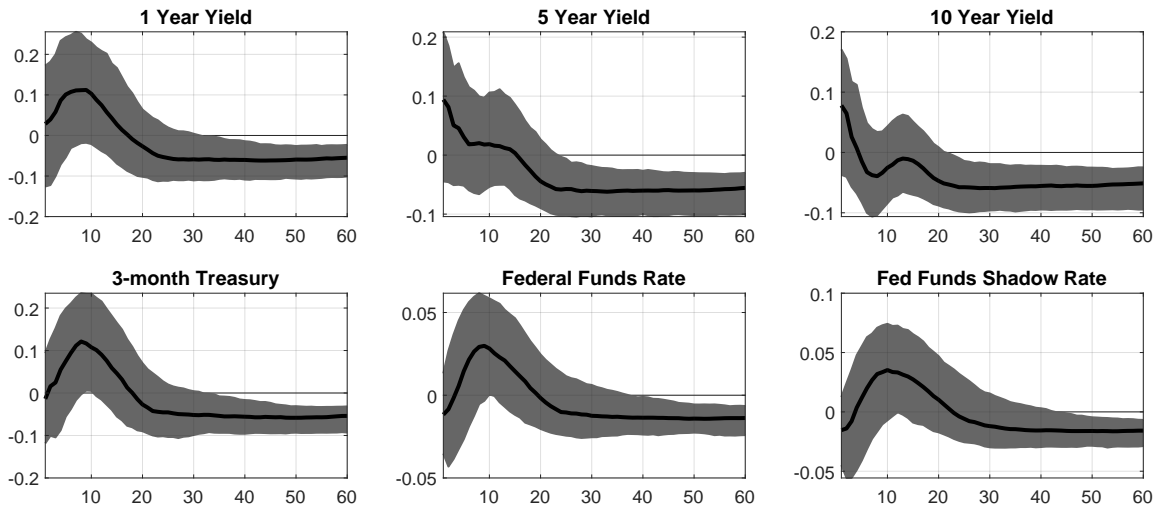 1 Year Yield
0.2
0.1
0
-0.1
-0.2
10 20 30 40 50 60
5 Year Yield
0.2
0.1
0
-0.1
10 20 30 40 50 60
10 Year Yield
0.2
0.1
0
-0.1
10 20 30 40 50 60
3-month Treasury
0.2
0.1
0
-0.1
-0.2
10 20 30 40 50 60
Federal Funds Rate
0.05
0
-0.05
10 20 30 40 50 60
Fed Funds Shadow Rate
0.1
0.05
0
-0.05
10 20 30 40 50 60